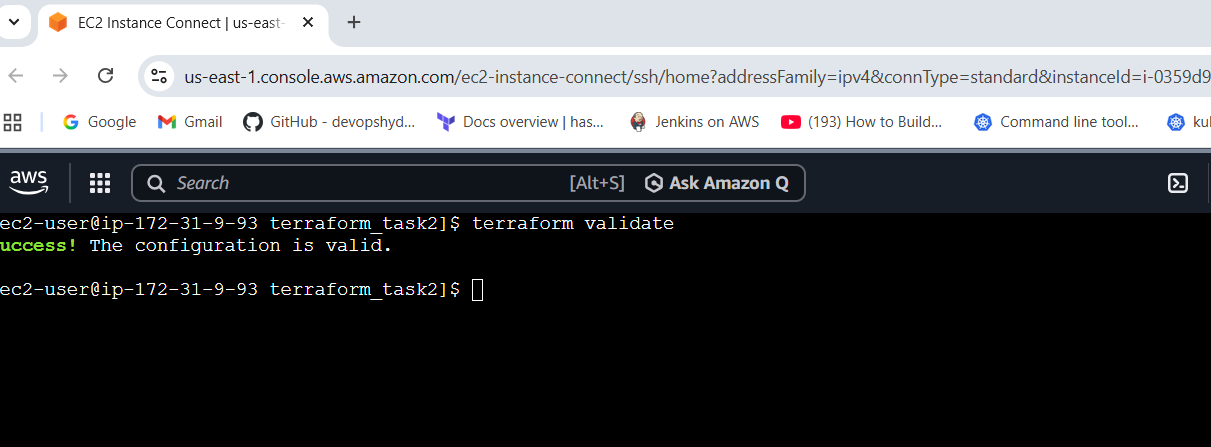 EC2 Instance Connect | us-east-
us-east-1.console.aws.amazon.com/ec2-instance-connect/ssh/home?addressFamily=ipv4&connType=standard&instanceId=i-0359d9
Google Gmail GitHub - devopshyd... Docs overview | has... Jenkins on AWS (193) How to Build... Command line tool... kul
aws Search [Alt+S] Ask Amazon Q
ec2-user@ip-172-31-9-93 terraform_task2]$ terraform validate
uccess! The configuration is valid.
ec2-user@ip-172-31-9-93 terraform_task2]$